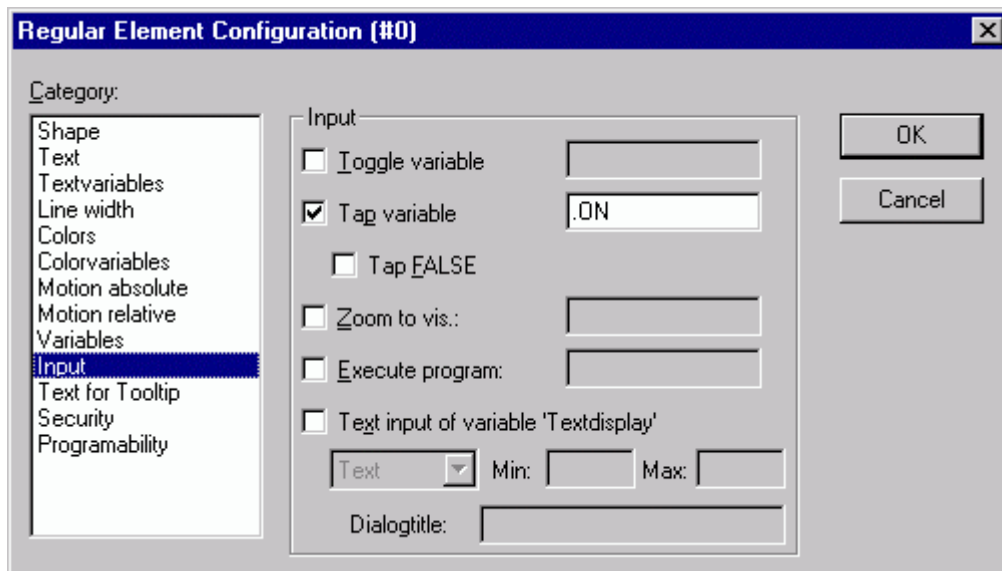 Regular Element Configuration (#0)
Category:
Shape
Text
Textvariables
Line width
Colors
Colorvariables
Motion absolute
Motion relative
Variables
Input
Text for Tooltip
Security
Programability
Input
Toggle variable
Tap variable .ON
Tap FALSE
Zoom to vis.:
Execute program:
Text input of variable 'Textdisplay'
Text Min: Max:
Dialogtitle:
OK
Cancel